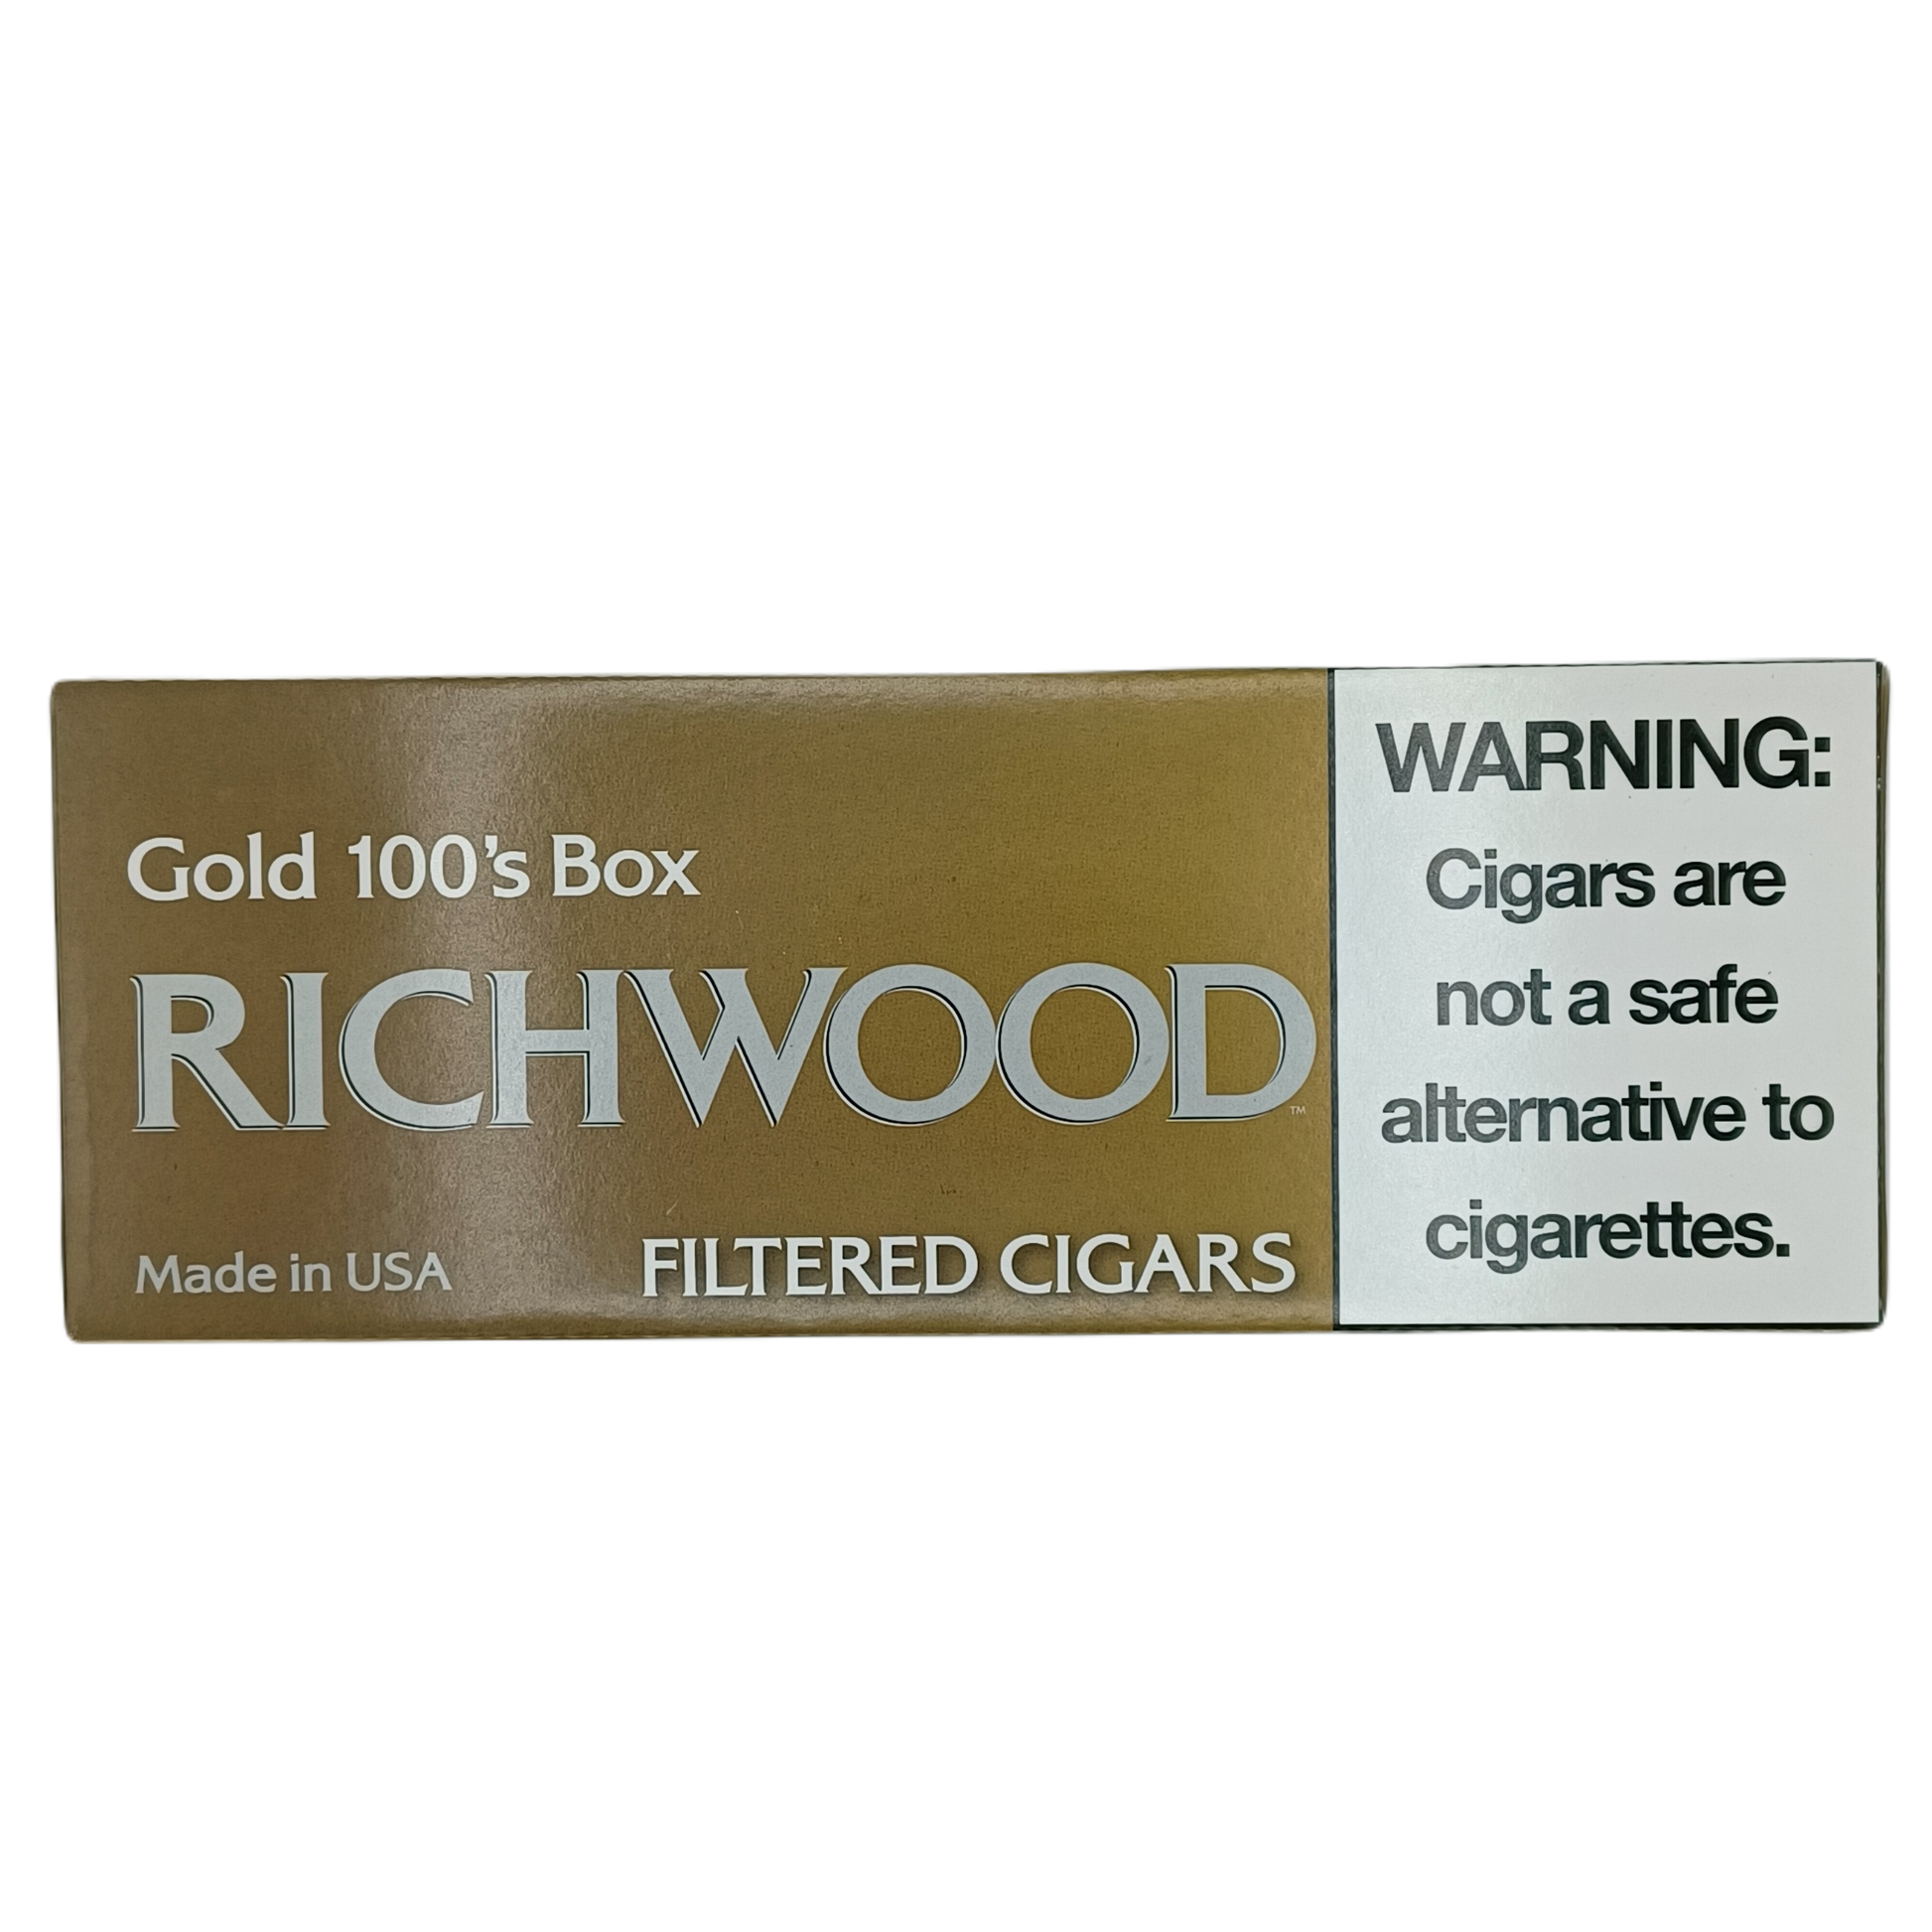 Gold 100's Box
RICHWOOD™
Made in USA
FILTERED CIGARS
WARNING:
Cigars are
not a safe
alternative to
cigarettes.